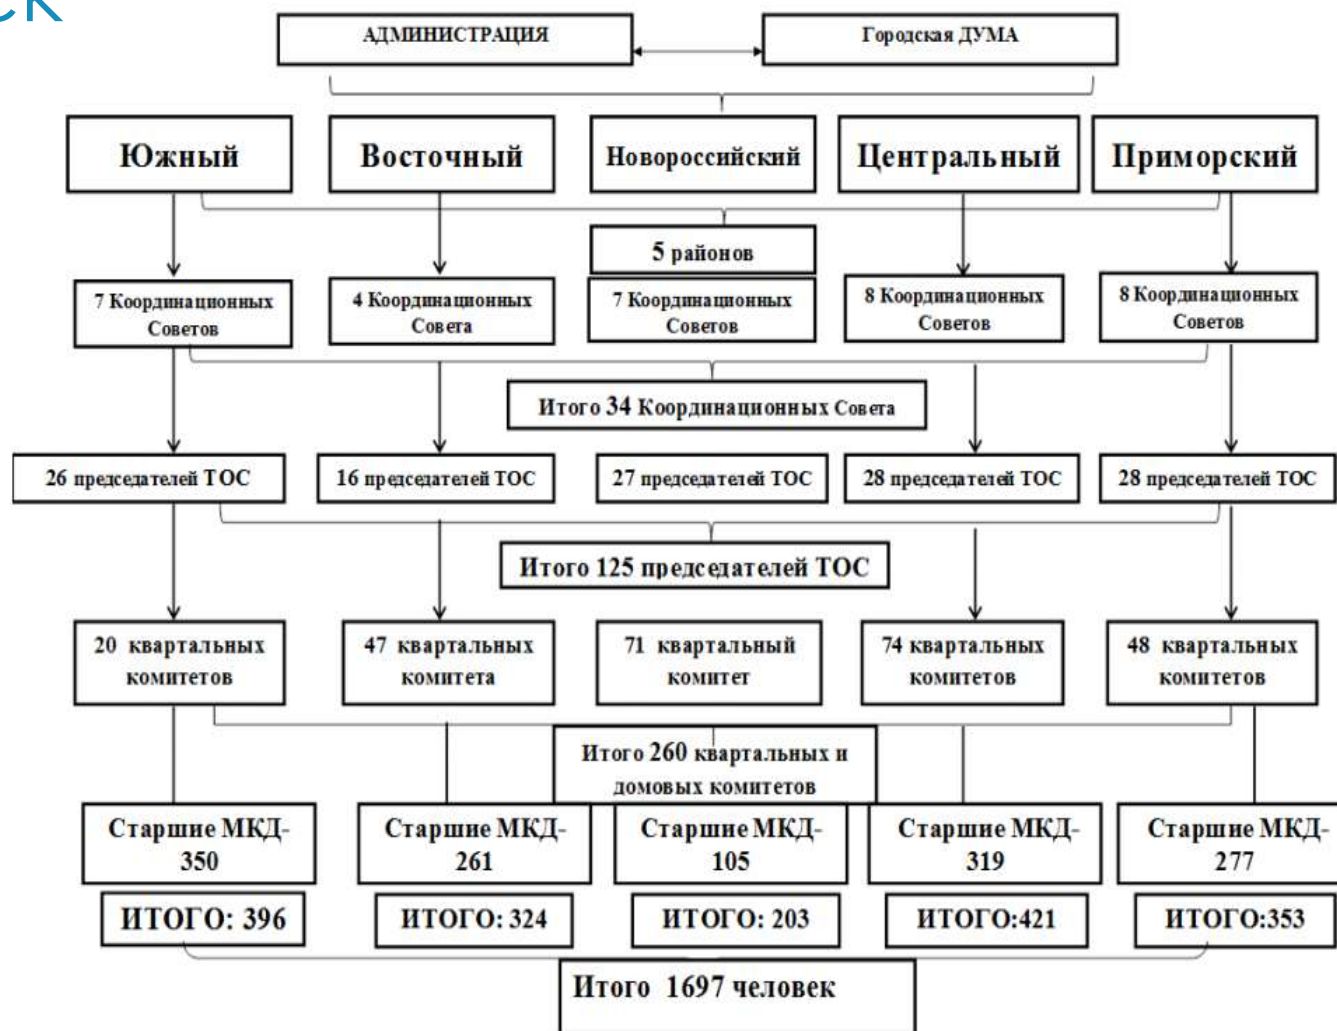 ск
АДМИНИСТРАЦИЯ
Городская ДУМА
Южный
Восточный
Новороссийский
Центральный
Приморский
5 районов
7 Координационных
Советов
4 Координационных
Совета
7 Координационных
Советов
8 Координационных
Советов
8 Координационных
Советов
Итого 34 Координационных Совета
26 председателей ТОС
16 председателей ТОС
27 председателей ТОС
28 председателей ТОС
28 председателей ТОС
Итого 125 председателей ТОС
20 квартальных
комитетов
47 квартальных
комитета
71 квартальный
комитет
74 квартальных
комитетов
48 квартальных
комитетов
Итого 260 квартальных и
домовых комитетов
Старшие МКД-
350
Старшие МКД-
261
Старшие МКД-
105
Старшие МКД-
319
Старшие МКД-
277
ИТОГО: 396
ИТОГО: 324
ИТОГО: 203
ИТОГО:421
ИТОГО:353
Итого 1697 человек